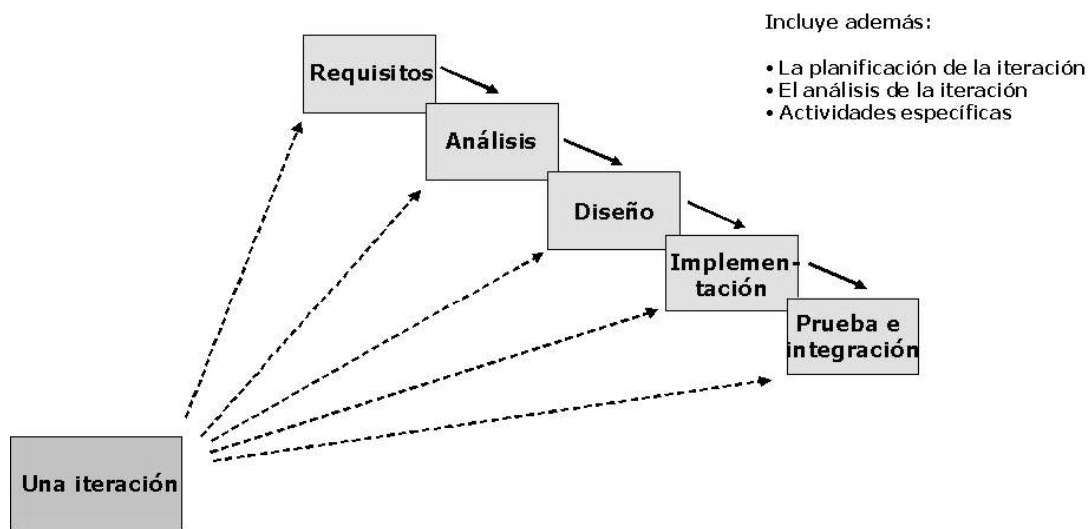 Incluye además:
• La planificación de la iteración
• El análisis de la iteración
• Actividades específicas
Requisitos
Análisis
Diseño
Implemen-
tación
Prueba e
integración
Una iteración